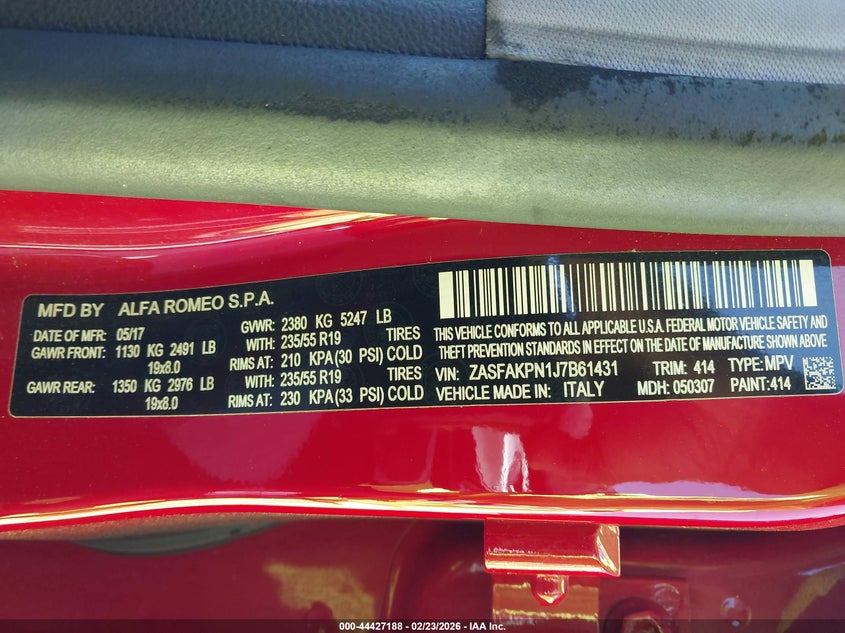 MFD BY ALFA ROMEO S.P.A.
DATE OF MFR: 05/17 GVWR: 2380 KG 5247 LB
GAWR FRONT: 1130 KG 2491 LB WITH: 235/55 R19 TIRES
19x8.0 RIMS AT: 210 KPA(30 PSI) COLD
GAWR REAR: 1350 KG 2976 LB WITH: 235/55 R19 TIRES
19x8.0 RIMS AT: 230 KPA(33 PSI) COLD
THIS VEHICLE CONFORMS TO ALL APPLICABLE U.S.A. FEDERAL MOTOR VEHICLE SAFETY AND
THEFT PREVENTION STANDARDS IN EFFECT ON THE DATE OF MANUFACTURE SHOWN ABOVE
VIN: ZASFAKPN1J7B61431 TRIM: 414 TYPE: MPV
VEHICLE MADE IN: ITALY MDH: 050307 PAINT: 414
000-44427188 - 02/23/2026 - IAA Inc.